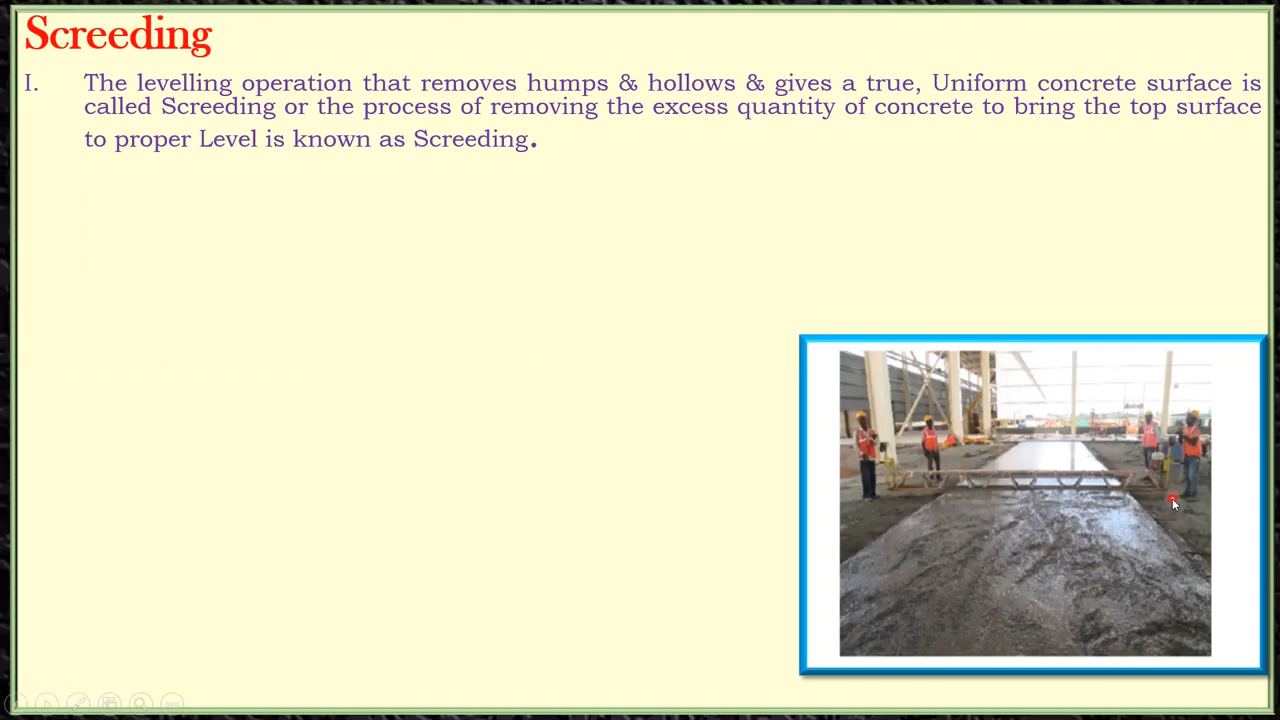 Screeding
I. The levelling operation that removes humps & hollows & gives a true, Uniform concrete surface is
called Screeding or the process of removing the excess quantity of concrete to bring the top surface
to proper Level is known as Screeding.